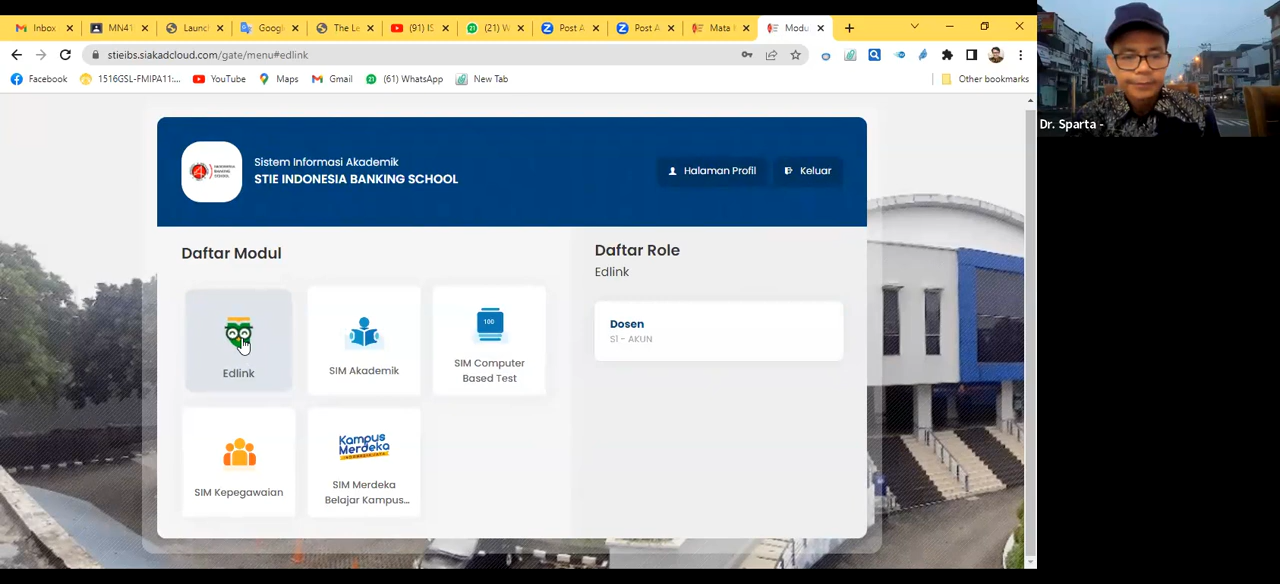 Inbox
MN41
Launcl
Googl
The Le
(91) IS
(21) W
Post A
Post A
Mata
Modu
stieibs.siakadcloud.com/gate/menu#edlink
Facebook
1516GSL-FMIPA11:...
YouTube
Maps
Gmail
(61) WhatsApp
New Tab
Other bookmarks
Dr. Sparta -
Sistem Informasi Akademik
STIE INDONESIA BANKING SCHOOL
Halaman Profil
Keluar
Daftar Modul
Daftar Role
Edlink
Dosen
S1 - AKUN
Edlink
SIM Akademik
100
SIM Computer
Based Test
SIM Kepegawaian
Kampus
Merdeka
SIM Merdeka
Belajar Kampus...